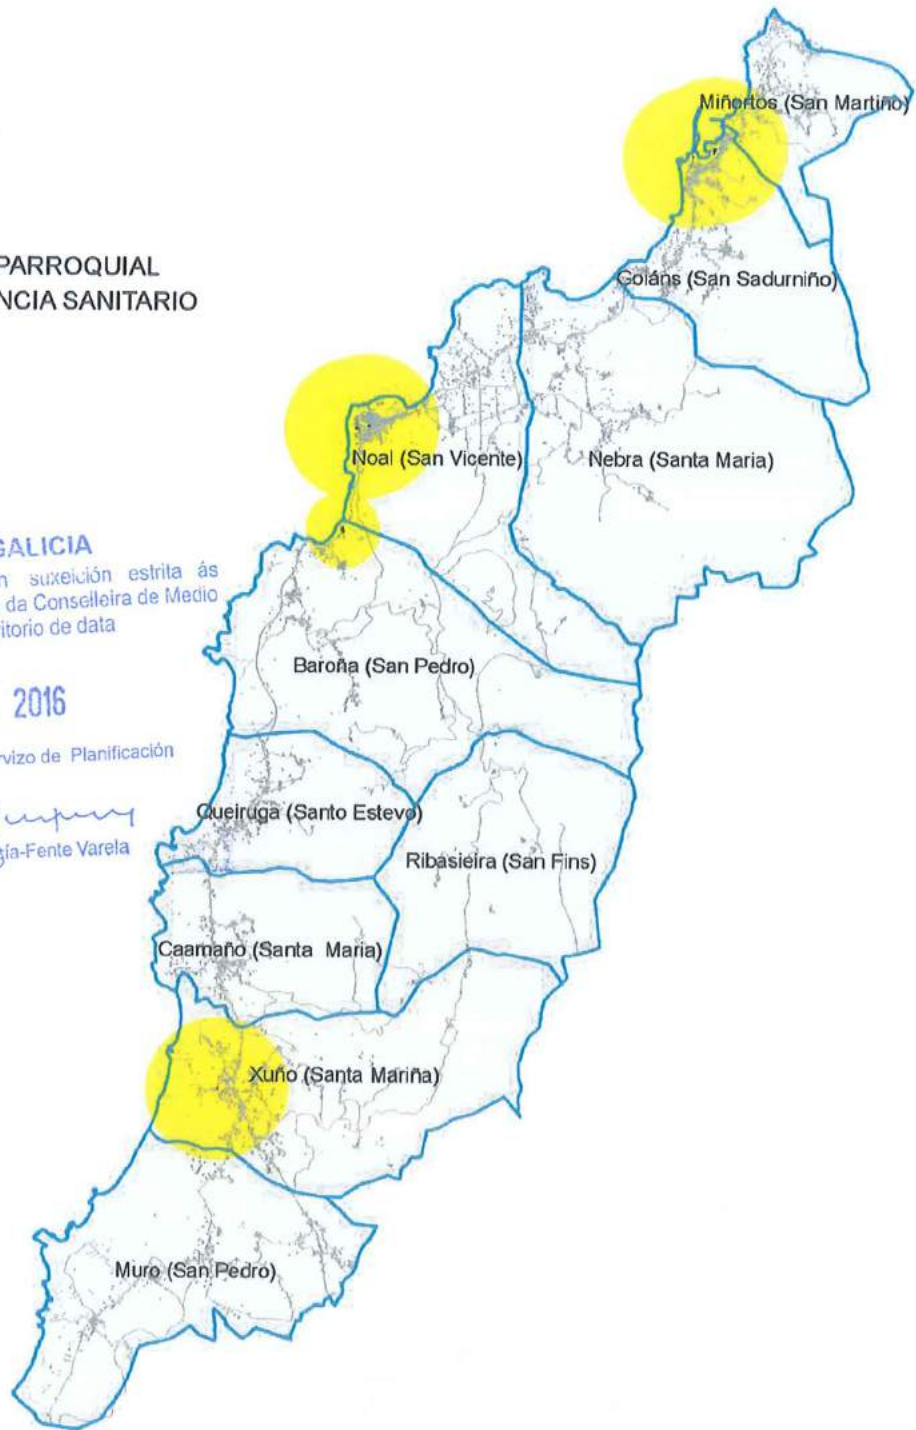 PARROQUIAL
NCIA SANITARIO
GALICIA
n suxeición estrita ás
da Conselleira de Medio
itorio de data
2016
rvizo de Planificación
ía-Fente Varela
Miñortos (San Martiño)
Goiáns (San Sadurniño)
Noal (San Vicente)
Nebra (Santa Maria)
Baroña (San Pedro)
Queiruga (Santo Estevo)
Ribasieira (San Fins)
Caamaño (Santa Maria)
Xuño (Santa Mariña)
Muro (San Pedro)